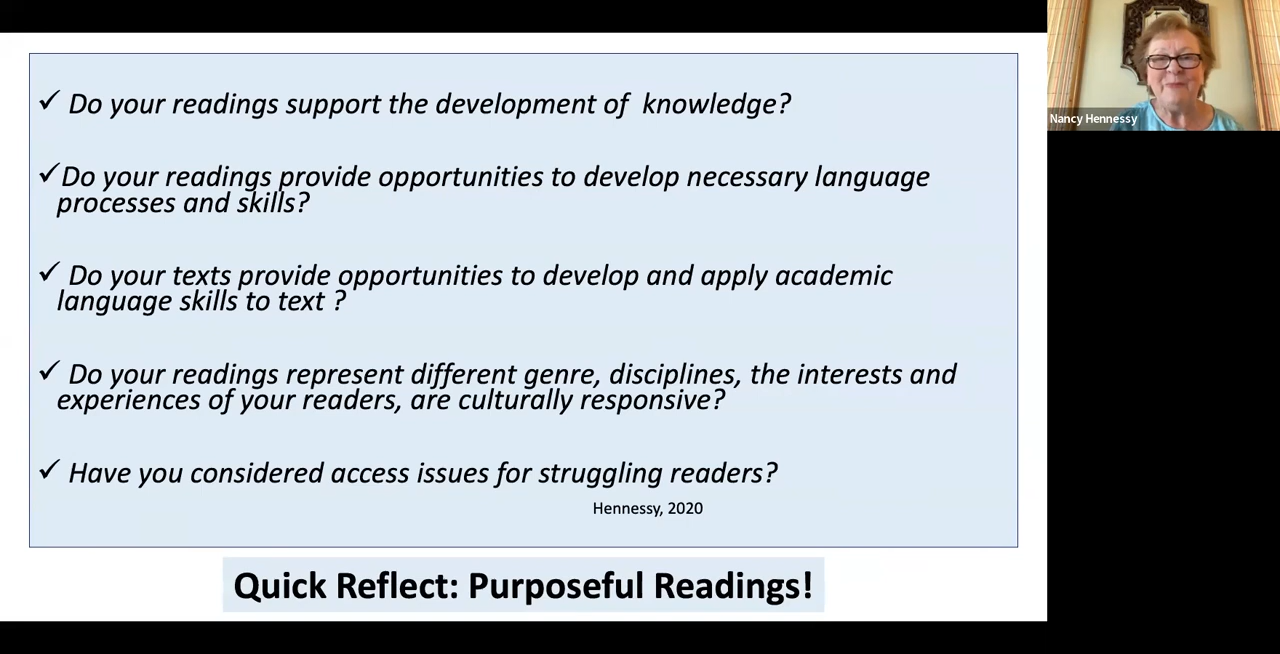 ✓ Do your readings support the development of knowledge?
✓Do your readings provide opportunities to develop necessary language
processes and skills?
✓ Do your texts provide opportunities to develop and apply academic
language skills to text ?
✓ Do your readings represent different genre, disciplines, the interests and
experiences of your readers, are culturally responsive?
✓ Have you considered access issues for struggling readers?
Hennessy, 2020
Quick Reflect: Purposeful Readings!
Nancy Hennessy